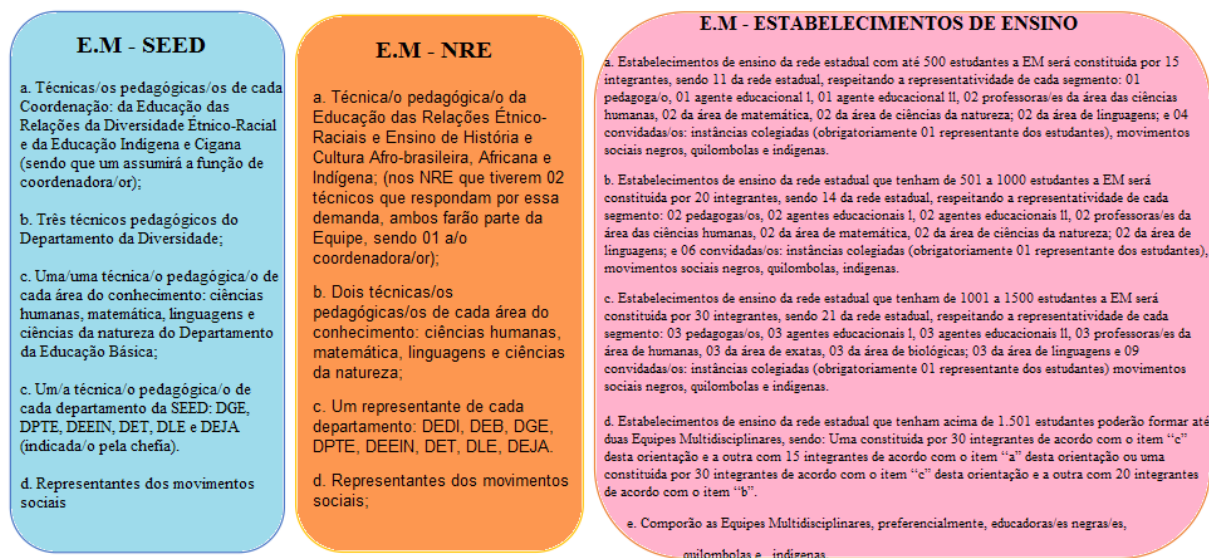 E.M - SEED
a. Técnicas/os pedagógicas/os de cada
Coordenação: da Educação das
Relações da Diversidade Étnico-Racial
e da Educação Indígena e Cigana
(sendo que um assumirá a função de
coordenadora/or);
b. Três técnicos pedagógicos do
Departamento da Diversidade;
c. Uma/uma técnica/o pedagógica/o de
cada área do conhecimento: ciências
humanas, matemática, linguagens e
ciências da natureza do Departamento
da Educação Básica;
c. Um/a técnica/o pedagógica/o de
cada departamento da SEED: DGE,
DPTE, DEEIN, DET, DLE e DEJA
(indicada/o pela chefia).
d. Representantes dos movimentos
sociais
E.M - NRE
a. Técnica/o pedagógica/o da
Educação das Relações Étnico-
Raciais e Ensino de História e
Cultura Afro-brasileira, Africana e
Indígena; (nos NRE que tiverem 02
técnicos que respondam por essa
demanda, ambos farão parte da
Equipe, sendo 01 a/o
coordenadora/or);
b. Dois técnicas/os
pedagógicas/os de cada área do
conhecimento: ciências humanas,
matemática, linguagens e ciências
da natureza;
c. Um representante de cada
departamento: DEDI, DEB, DGE,
DPTE, DEEIN, DET, DLE, DEJA.
d. Representantes dos movimentos
sociais;
E.M - ESTABELECIMENTOS DE ENSINO
a. Estabelecimentos de ensino da rede estadual com até 500 estudantes a EM será constituida por 15
integrantes, sendo 11 da rede estadual, respeitando a representatividade de cada segmento: 01
pedagoga/o, 01 agente educacional l, 01 agente educacional ll, 02 professoras/es da área das ciências
humanas, 02 da área de matemática, 02 da área de ciências da natureza; 02 da área de linguagens; e 04
convidadas/os: instâncias colegiadas (obrigatoriamente 01 representante dos estudantes), movimentos
sociais negros, quilombolas e indígenas.
b. Estabelecimentos de ensino da rede estadual que tenham de 501 a 1000 estudantes a EM será
constituida por 20 integrantes, sendo 14 da rede estadual, respeitando a representatividade de cada
segmento: 02 pedagogas/os, 02 agentes educacionais l, 02 agentes educacionais ll, 02 professoras/es da
área das ciências humanas, 02 da área de matemática, 02 da área de ciências da natureza; 02 da área de
linguagens; e 06 convidadas/os: instâncias colegiadas (obrigatoriamente 01 representante dos estudantes),
movimentos sociais negros, quilombolas, indígenas.
c. Estabelecimentos de ensino da rede estadual que tenham de 1001 a 1500 estudantes a EM será
constituida por 30 integrantes, sendo 21 da rede estadual, respeitando a representatividade de cada
segmento: 03 pedagogas/os, 03 agentes educacionais l, 03 agentes educacionais ll, 03 professoras/es da
área de humanas, 03 da área de exatas, 03 da área de biológicas; 03 da área de linguagens e 09
convidadas/os: instâncias colegiadas (obrigatoriamente 01 representante dos estudantes) movimentos
sociais negros, quilombolas e indígenas.
d. Estabelecimentos de ensino da rede estadual que tenham acima de 1.501 estudantes poderão formar até
duas Equipes Multidisciplinares, sendo: Uma constituida por 30 integrantes de acordo com o item “c”
desta orientação e a outra com 15 integrantes de acordo com o item “a” desta orientação ou uma
constituida por 30 integrantes de acordo com o item “c” desta orientação e a outra com 20 integrantes
de acordo com o item “b”.
e. Comporão as Equipes Multidisciplinares, preferencialmente, educadoras/es negras/es,
quilombolas e indígenas.